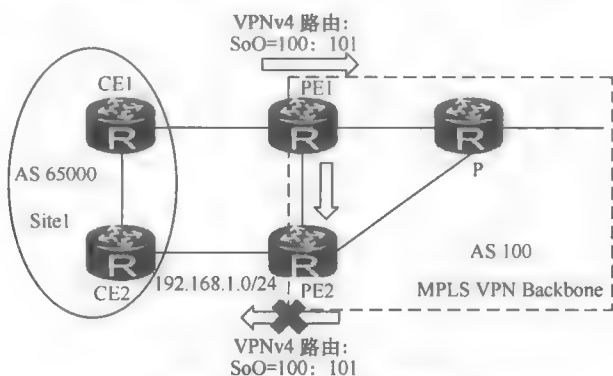 VPNv4 路由:
SoO=100: 101
CE1
PE1
R
R
R
P
AS 65000
Site1
R
R
CE2
192.168.1.0/24
PE2
AS 100
MPLS VPN Backbone
VPNv4 路由:
SoO=100: 101